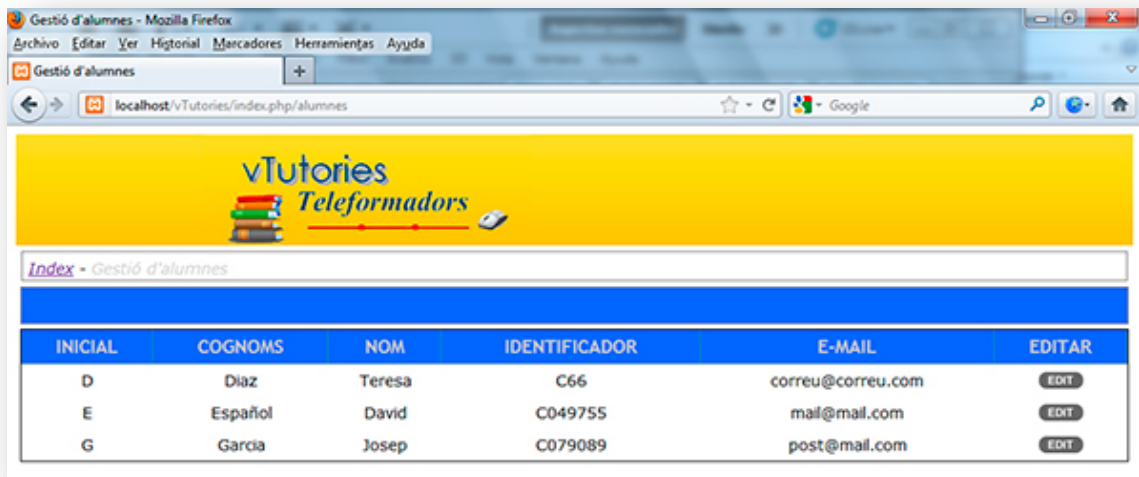 Gestió d'alumnes - Mozilla Firefox
Archivo Editar Ver Historial Marcadores Herramientas Ayuda
Gestió d'alumnes +
localhost/vTutories/index.php/alumnes Google
vTutories
Teleformadors
Index - Gestió d'alumnes
INICIAL COGNOMS NOM IDENTIFICADOR E-MAIL EDITAR
D Diaz Teresa C66 correu@correu.com EDIT
E Español David C049755 mail@mail.com EDIT
G Garcia Josep C079089 post@mail.com EDIT